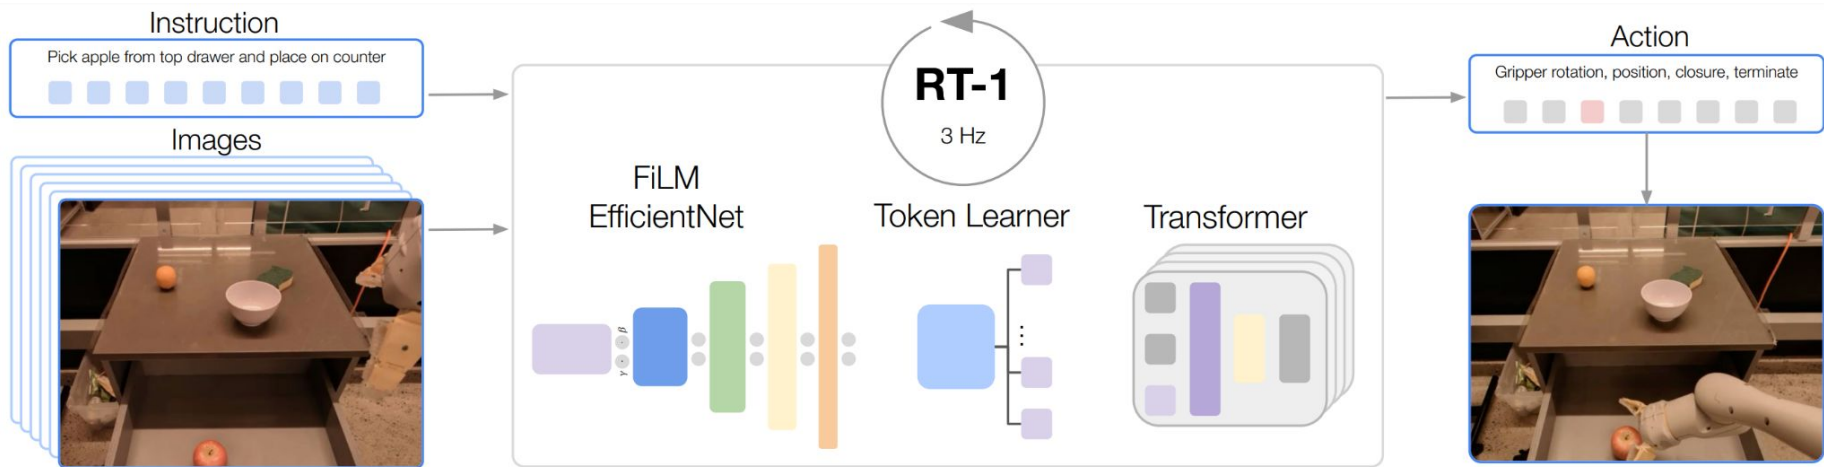 Instruction
Pick apple from top drawer and place on counter
Images
RT-1
3 Hz
FiLM
EfficientNet
γ
β
Token Learner
...
Transformer
Action
Gripper rotation, position, closure, terminate